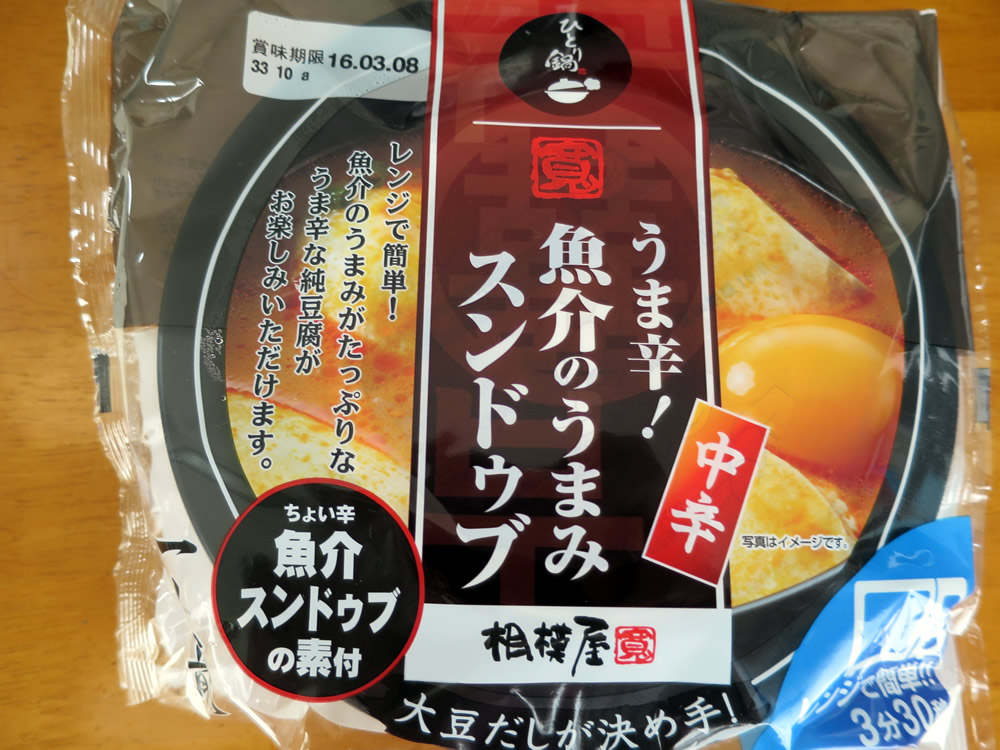 賞味期限 16.03.08
33 10 a
ひとり鍋
寛
うま辛！
魚介のうまみ
スンドゥブ
中辛
レンジで簡単！
魚介のうまみがたっぷりな
うま辛な純豆腐が
お楽しみいただけます。
写真はイメージです。
ちょい辛
魚介
スンドゥブ
の素付
相模屋
寛
大豆だしが決め手！
レンジで簡単!!
3分30秒